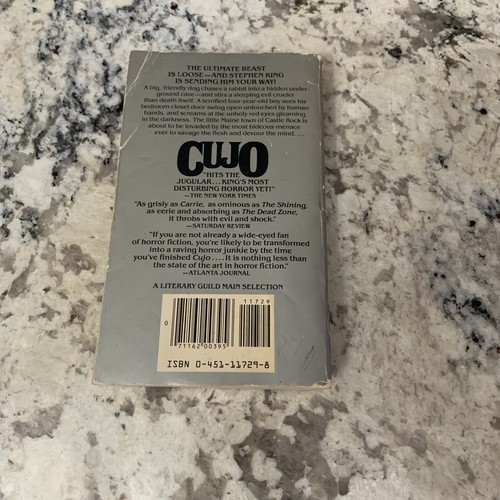 THE ULTIMATE BEAST
IS LOOSE—AND STEPHEN KING
IS SENDING HIM YOUR WAY!
A big, friendly dog chases a rabbit into a hidden under-
ground cave—and stirs a sleeping evil crueler
than death itself. A terrified four-year-old boy sees his
bedroom closet door swing open untouched by human
hands, and screams at the unholy red eyes gleaming
in the darkness. The little Maine town of Castle Rock
is about to be invaded by the most hideous menace
ever to savage the flesh and devour the mind....
CUJO
"HITS THE
JUGULAR...KING'S MOST
DISTURBING HORROR YET!"
—THE NEW YORK TIMES
"As grisly as Carrie, as ominous as The Shining,
as eerie and absorbing as The Dead Zone,
it throbs with evil and shock."
—SATURDAY REVIEW
"If you are not already a wide-eyed fan
of horror fiction, you're likely to be transformed
into a raving horror junkie by the time
you've finished Cujo.... It is nothing less than
the state of the art in horror fiction."
—ATLANTA JOURNAL
A LITERARY GUILD MAIN SELECTION
11729
0
71162 00395
ISBN 0-451-11729-8